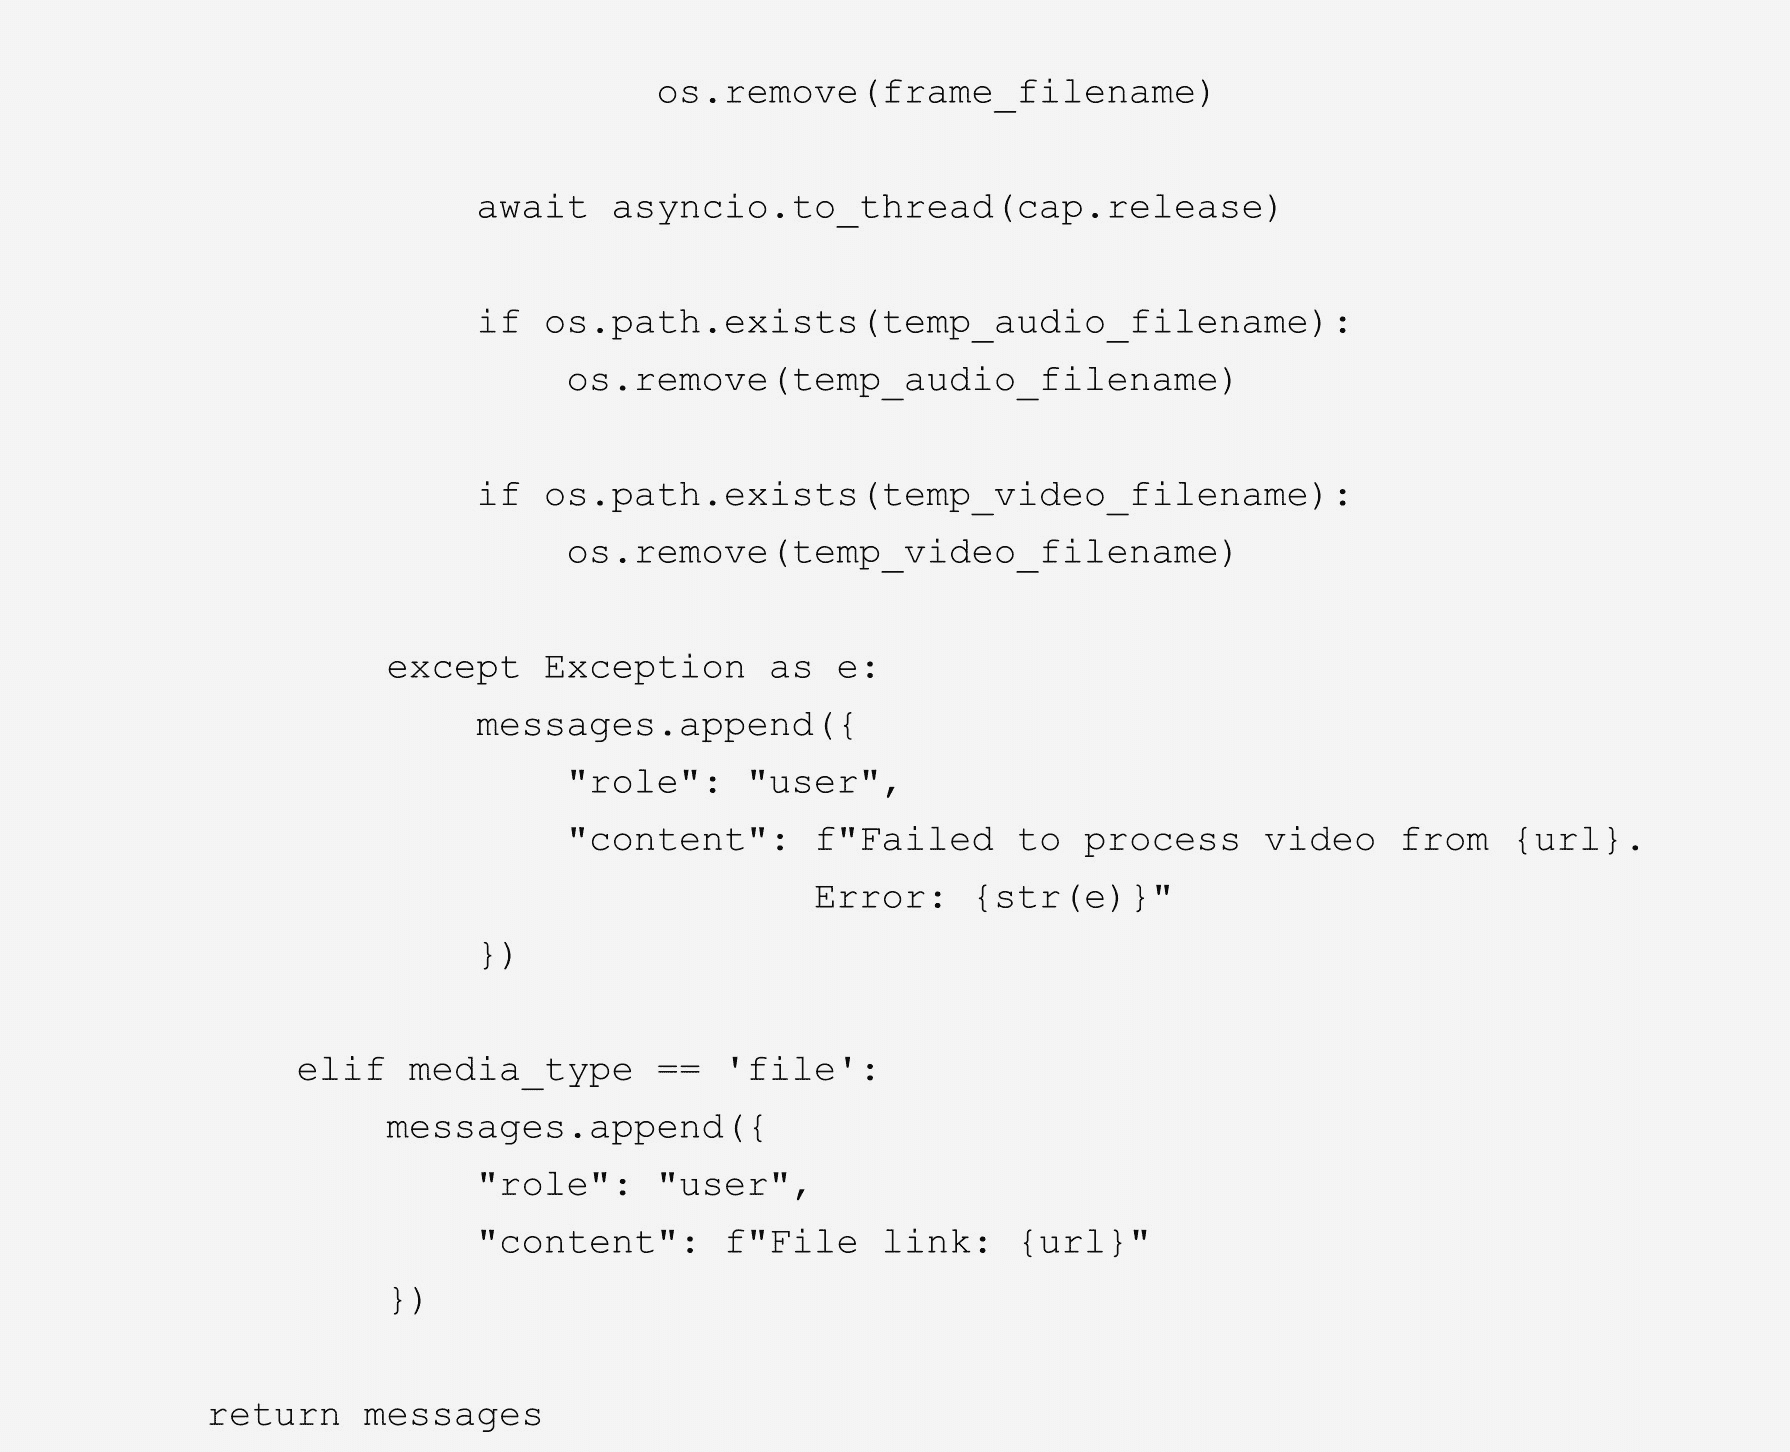 os.remove(frame_filename)
await asyncio.to_thread(cap.release)
if os.path.exists(temp_audio_filename):
os.remove(temp_audio_filename)
if os.path.exists(temp_video_filename):
os.remove(temp_video_filename)
except Exception as e:
messages.append({
"role": "user",
"content": f"Failed to process video from {url}.
Error: {str(e)}"
})
elif media_type == 'file':
messages.append({
"role": "user",
"content": f"File link: {url}"
})
return messages